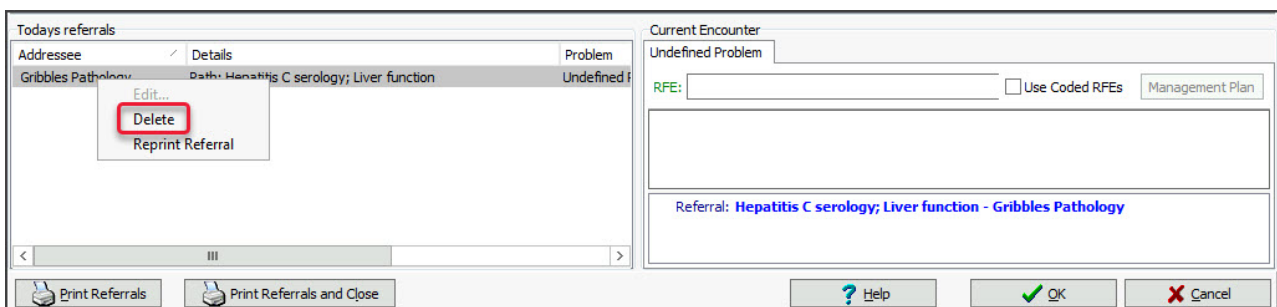 Todays referrals
Addressee Details Problem
Gribbles Pathology Path: Hepatitis C serology; Liver function Undefined
Edit...
Delete
Reprint Referral
Print Referrals Print Referrals and Close
Current Encounter
Undefined Problem
RFE: Use Coded RFEs Management Plan
Referral: Hepatitis C serology; Liver function - Gribbles Pathology
Help OK Cancel